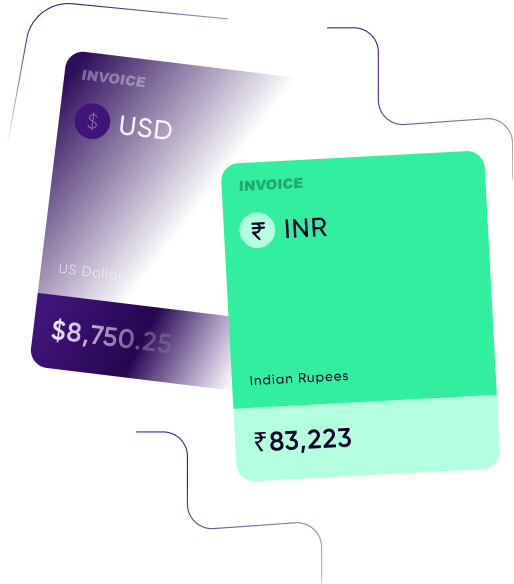 INVOICE
$ USD
US Dollar
$8,750.25
INVOICE
₹ INR
Indian Rupees
₹83,223